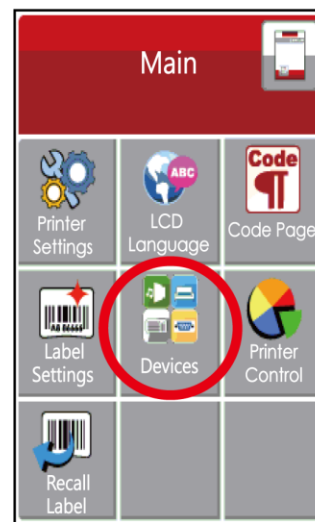 Main
Printer
Settings
ABC
LCD
Language
Code
Code Page
Label
Settings
Devices
Printer
Control
Recall
Label